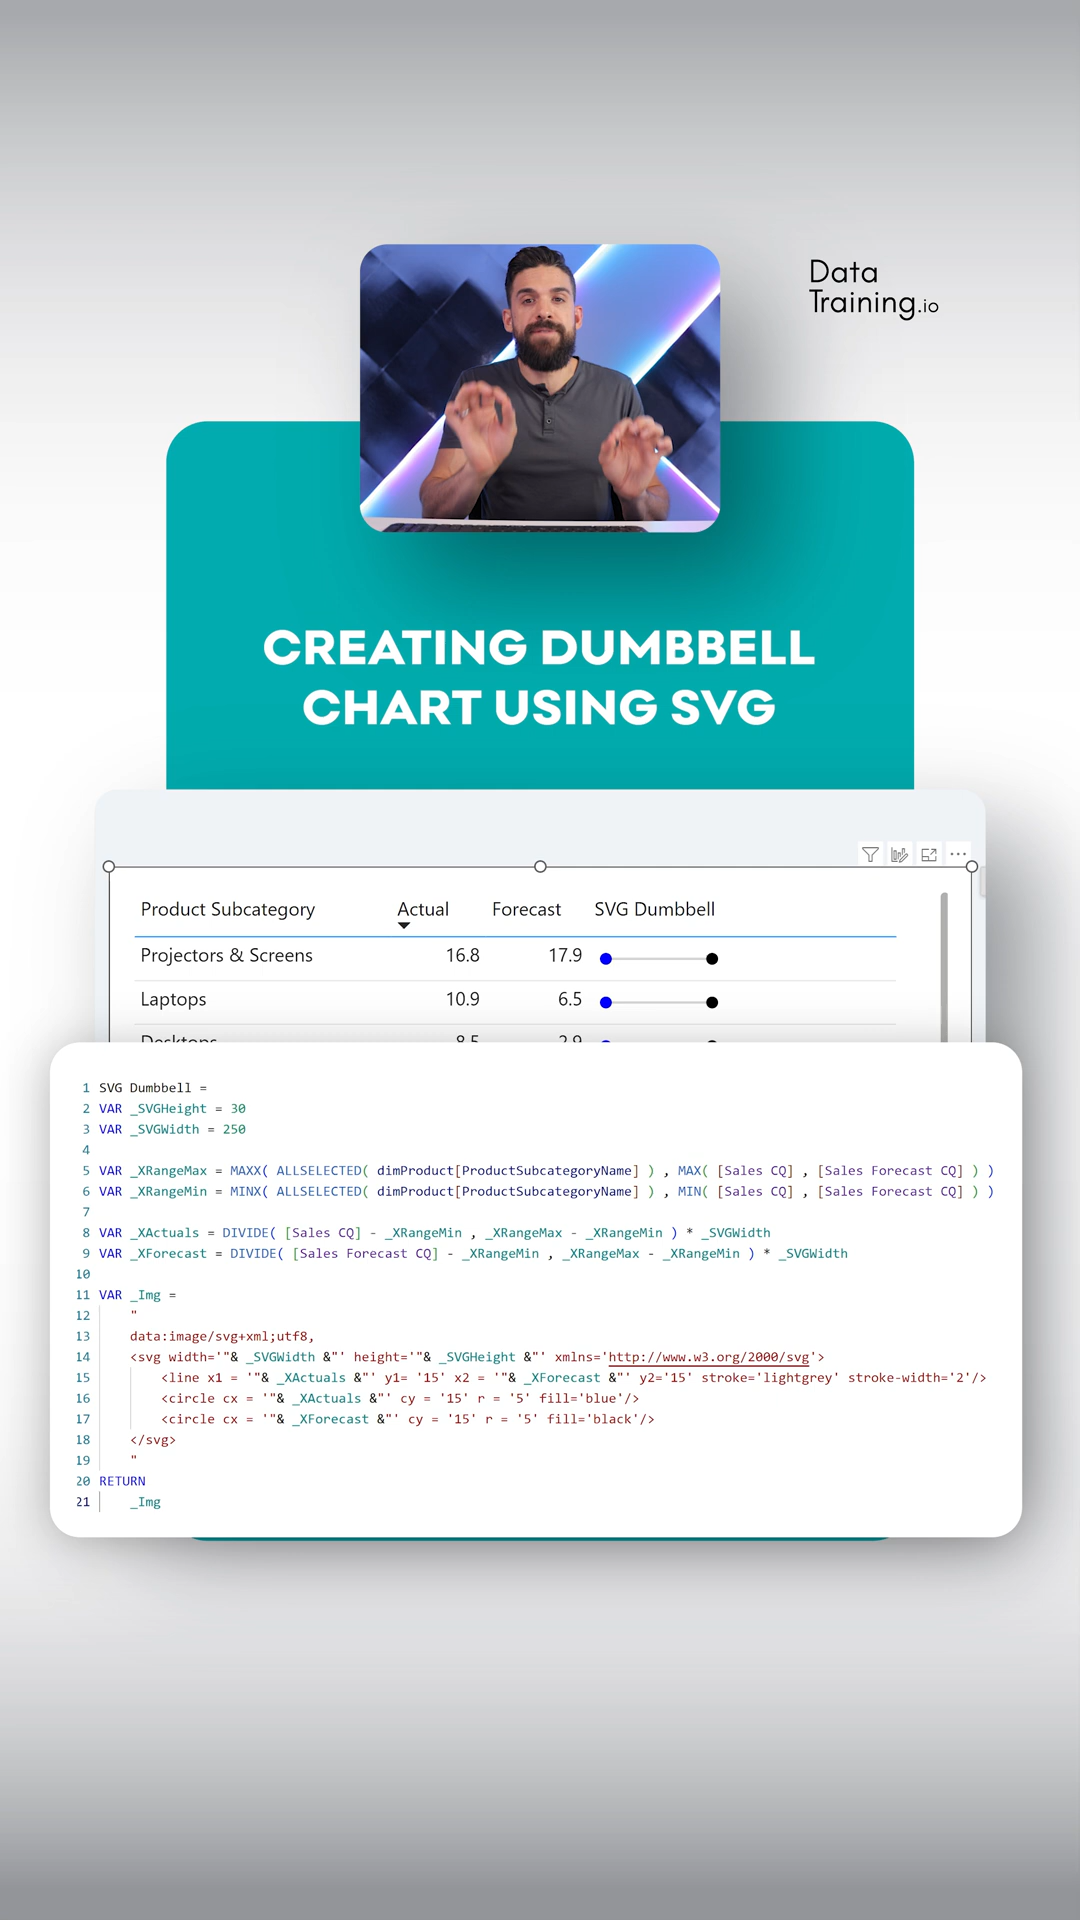 Data
Training.io
CREATING DUMBBELL
CHART USING SVG
Product Subcategory Actual Forecast SVG Dumbbell
Projectors & Screens 16.8 17.9
Laptops 10.9 6.5
Desktops 8.5 2.9
1 SVG Dumbbell =
2 VAR _SVGHeight = 30
3 VAR _SVGWidth = 250
4
5 VAR _XRangeMax = MAXX( ALLSELECTED( dimProduct[ProductSubcategoryName] ) , MAX( [Sales CQ] , [Sales Forecast CQ] ) )
6 VAR _XRangeMin = MINX( ALLSELECTED( dimProduct[ProductSubcategoryName] ) , MIN( [Sales CQ] , [Sales Forecast CQ] ) )
7
8 VAR _XActuals = DIVIDE( [Sales CQ] - _XRangeMin , _XRangeMax - _XRangeMin ) * _SVGWidth
9 VAR _XForecast = DIVIDE( [Sales Forecast CQ] - _XRangeMin , _XRangeMax - _XRangeMin ) * _SVGWidth
10
11 VAR _Img =
12 "
13 data:image/svg+xml;utf8,
14 <svg width='"& _SVGWidth &"' height='"& _SVGHeight &"' xmlns='http://www.w3.org/2000/svg'>
15 <line x1 = '"& _XActuals &"' y1= '15' x2 = '"& _XForecast &"' y2='15' stroke='lightgrey' stroke-width='2'/>
16 <circle cx = '"& _XActuals &"' cy = '15' r = '5' fill='blue'/>
17 <circle cx = '"& _XForecast &"' cy = '15' r = '5' fill='black'/>
18 </svg>
19 "
20 RETURN
21 _Img